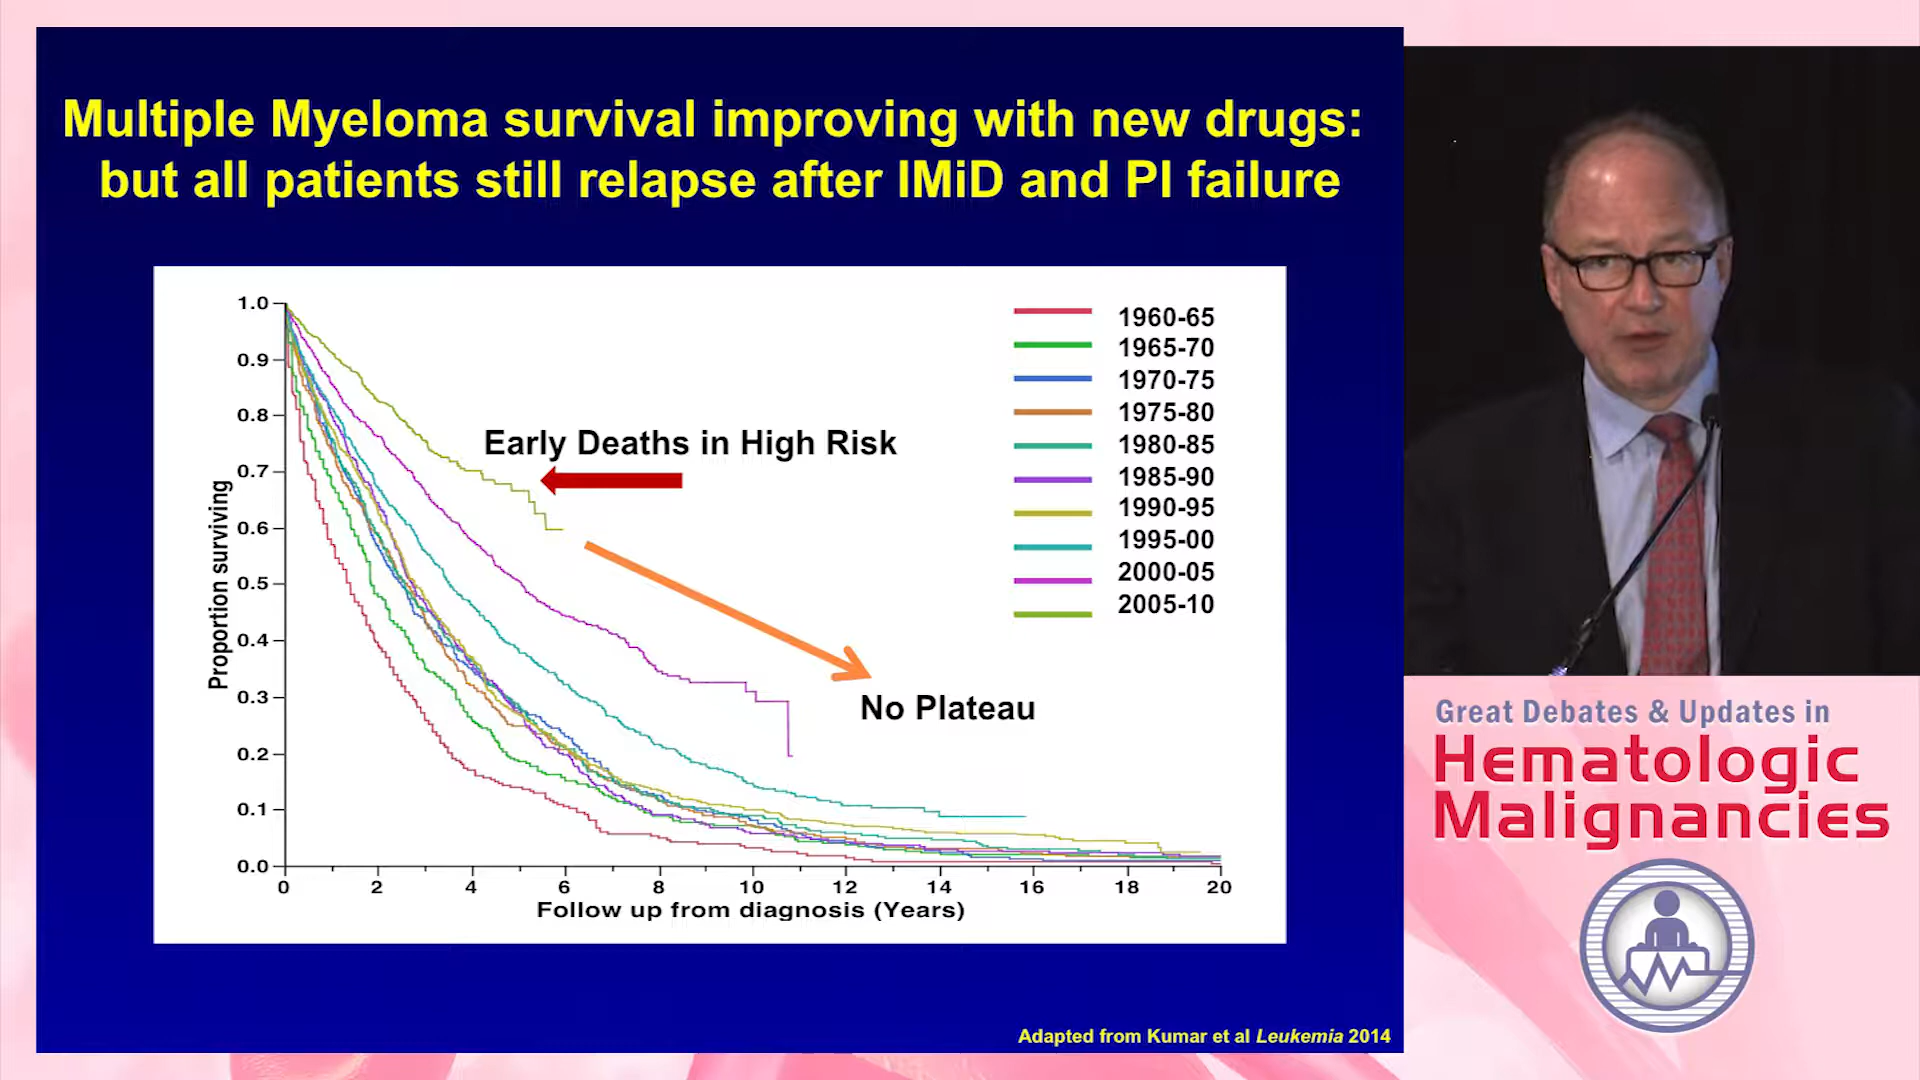 Multiple Myeloma survival improving with new drugs:
but all patients still relapse after IMiD and PI failure
1.0
0.9
0.8
0.7
0.6
0.5
0.4
0.3
0.2
0.1
0.0
Proportion surviving
Early Deaths in High Risk
No Plateau
1960-65
1965-70
1970-75
1975-80
1980-85
1985-90
1990-95
1995-00
2000-05
2005-10
0 2 4 6 8 10 12 14 16 18 20
Follow up from diagnosis (Years)
Adapted from Kumar et al Leukemia 2014
Great Debates & Updates in
Hematologic
Malignancies